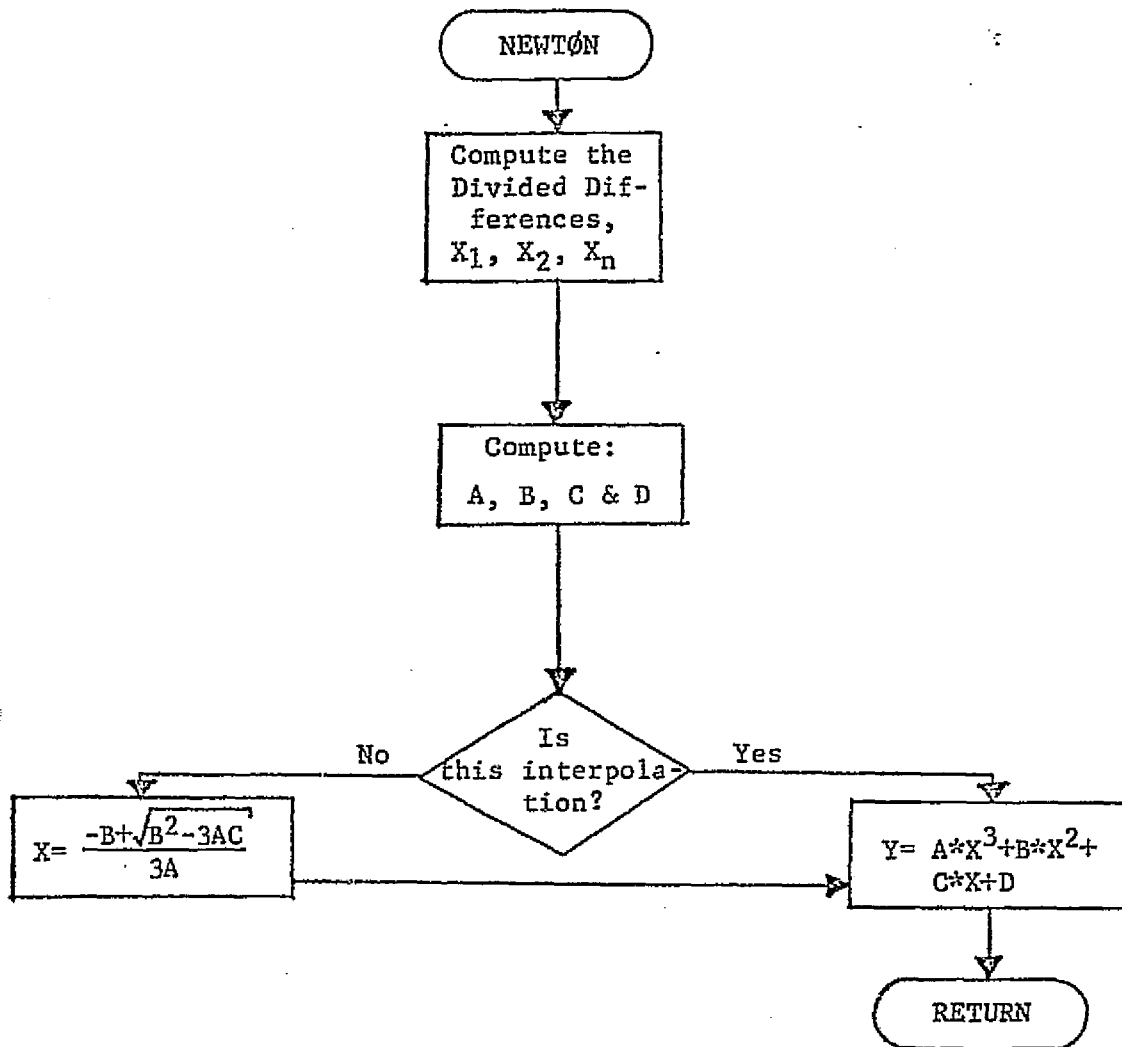 NEWTØN
Compute the
Divided Dif-
ferences,
X₁, X₂, Xₙ
Compute:
A, B, C & D
Is
this interpola-
tion?
No
Yes
X= (-B+√(B²-3AC))/3A
Y= A*X³+B*X²+
C*X+D
RETURN